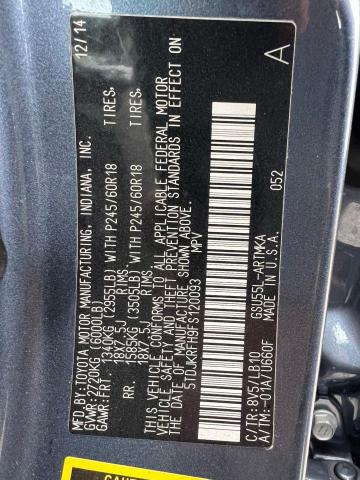 MFD.BY:TOYOTA MOTOR MANUFACTURING, INDIANA, INC. 12/14
GVWR:2720KG(6000LB)
GAWR:FRT. 1340KG(2955LB) WITH P245/60R18 TIRES,
18X7.5J RIMS.
RR. 1585KG(3505LB) WITH P245/60R18 TIRES,
18X7.5J RIMS.
THIS VEHICLE CONFORMS TO ALL APPLICABLE FEDERAL MOTOR
VEHICLE SAFETY AND THEFT PREVENTION STANDARDS IN
EFFECT ON THE DATE OF MANUFACTURE SHOWN ABOVE.
5TDJKRFH9FS120093 MPV
A
052
C/TR:8V5/LB10 GSU55L-ARTMKA
A/TM:-01A/U660F MADE IN U.S.A.
CAUTION